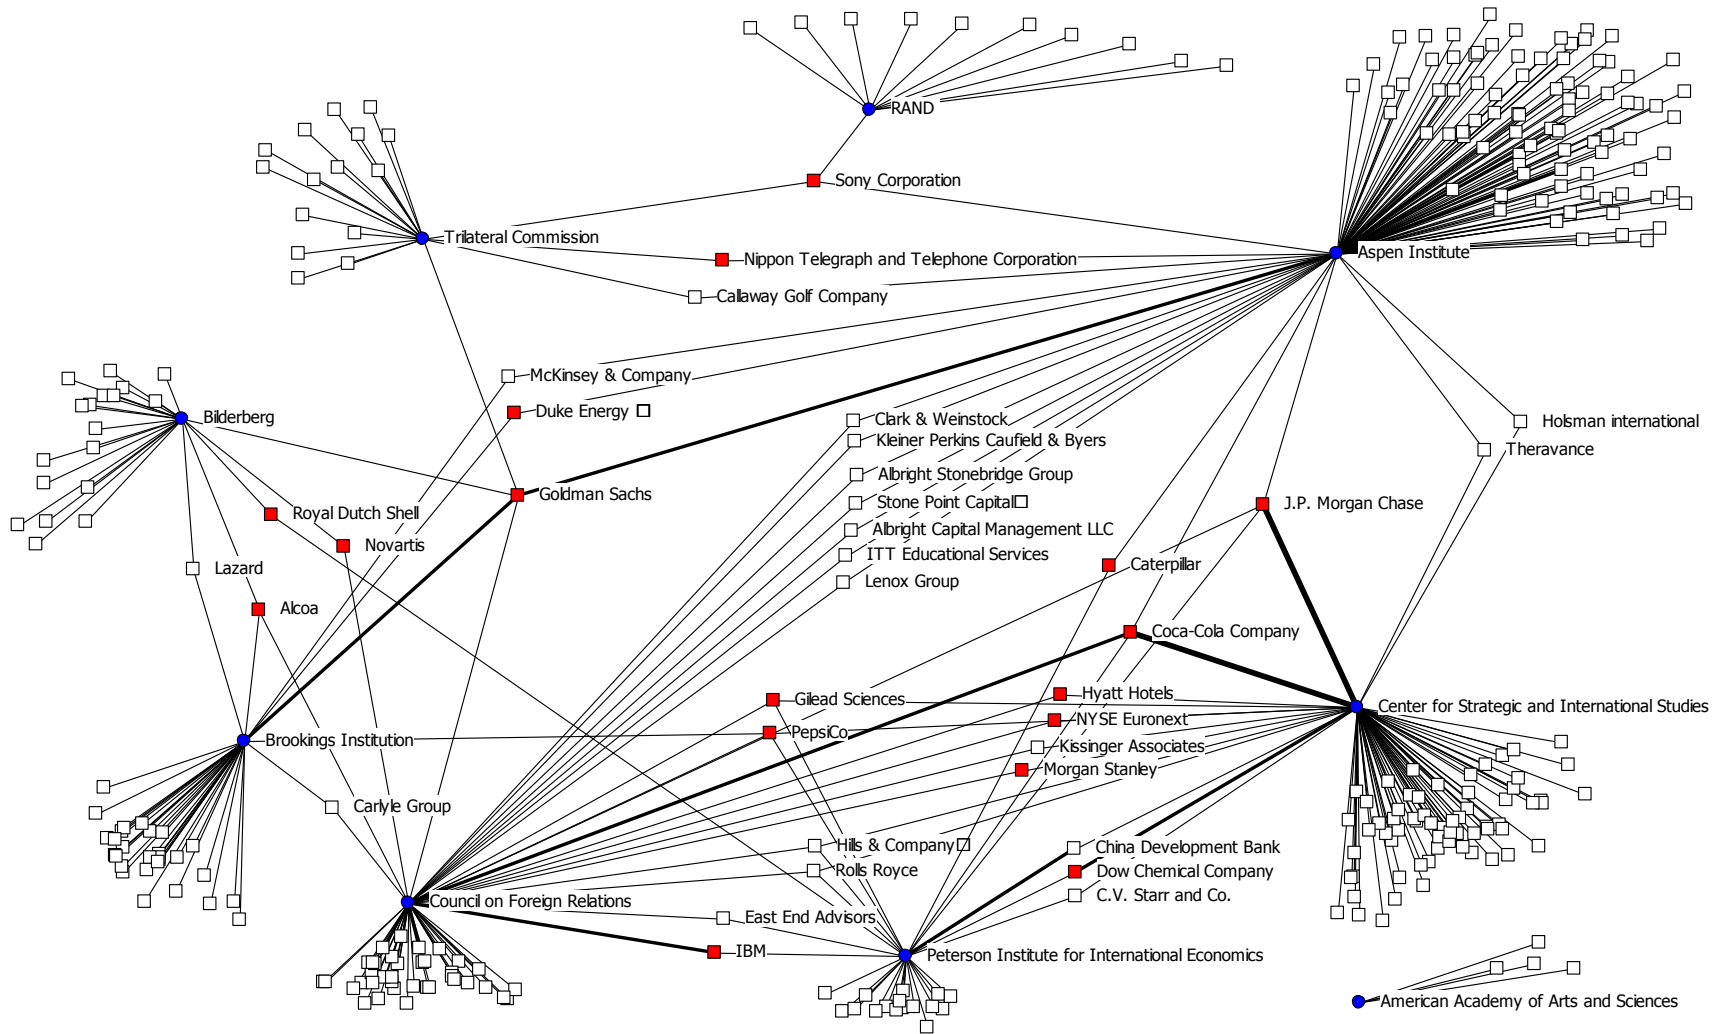 RAND
Sony Corporation
Trilateral Commission
Aspen Institute
Nippon Telegraph and Telephone Corporation
Callaway Golf Company
McKinsey & Company
Duke Energy
Bilderberg
Clark & Weinstock
Holsman international
Kleiner Perkins Caufield & Byers
Theravance
Albright Stonebridge Group
Goldman Sachs
Stone Point Capital
J.P. Morgan Chase
Royal Dutch Shell
Albright Capital Management LLC
Novartis
ITT Educational Services
Caterpillar
Lazard
Lenox Group
Alcoa
Coca-Cola Company
Hyatt Hotels
Gilead Sciences
Center for Strategic and International Studies
NYSE Euronext
PepsiCo
Brookings Institution
Kissinger Associates
Morgan Stanley
Carlyle Group
Hills & Company
China Development Bank
Rolls Royce
Dow Chemical Company
C.V. Starr and Co.
Council on Foreign Relations
East End Advisors
IBM
Peterson Institute for International Economics
American Academy of Arts and Sciences